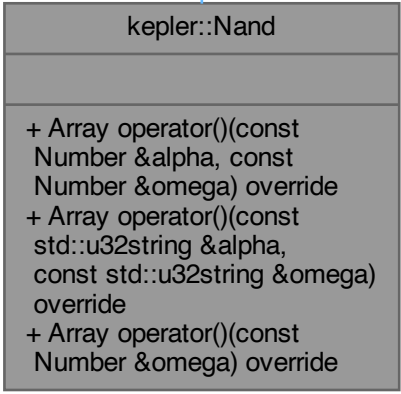 kepler::Nand
+ Array operator()(const
Number &alpha, const
Number &omega) override
+ Array operator()(const
std::u32string &alpha,
const std::u32string &omega)
override
+ Array operator()(const
Number &omega) override